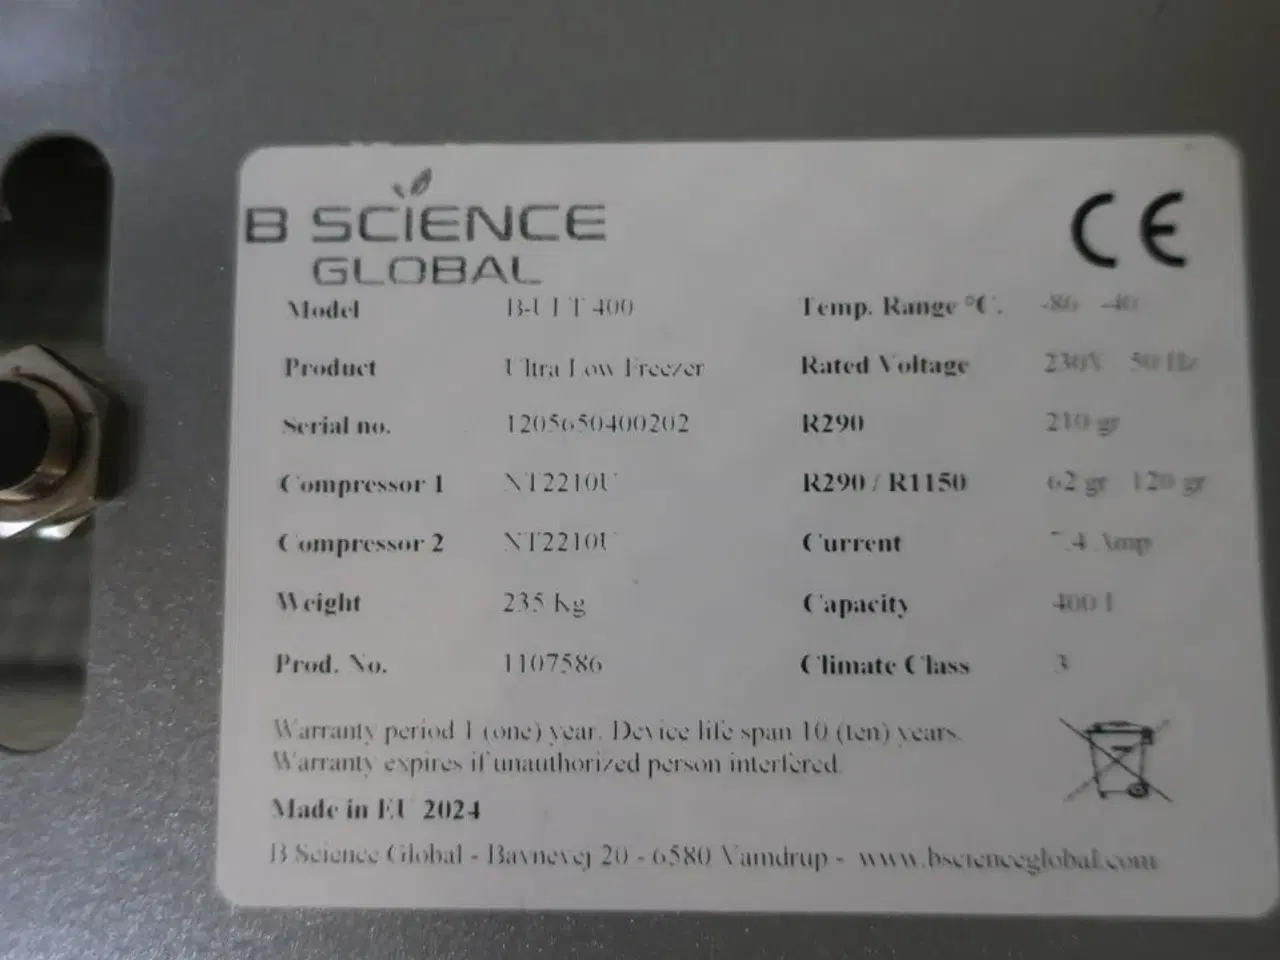 B SCIENCE
GLOBAL
CE
Model B-ULT 400 Temp. Range °C. -86 -40
Product Ultra Low Freezer Rated Voltage 230V 50 Hz
Serial no. 1205650400202 R290 210 gr
Compressor 1 NT2210U R290 / R1150 62 gr 120 gr
Compressor 2 NT2210U Current 7.4 Amp
Weight 235 Kg Capacity 400 l
Prod. No. 1107586 Climate Class 3
Warranty period 1 (one) year. Device life span 10 (ten) years.
Warranty expires if unauthorized person interfered.
Made in EU 2024
B Science Global - Bavnevej 20 - 6580 Vamdrup - www.bscienceglobal.com